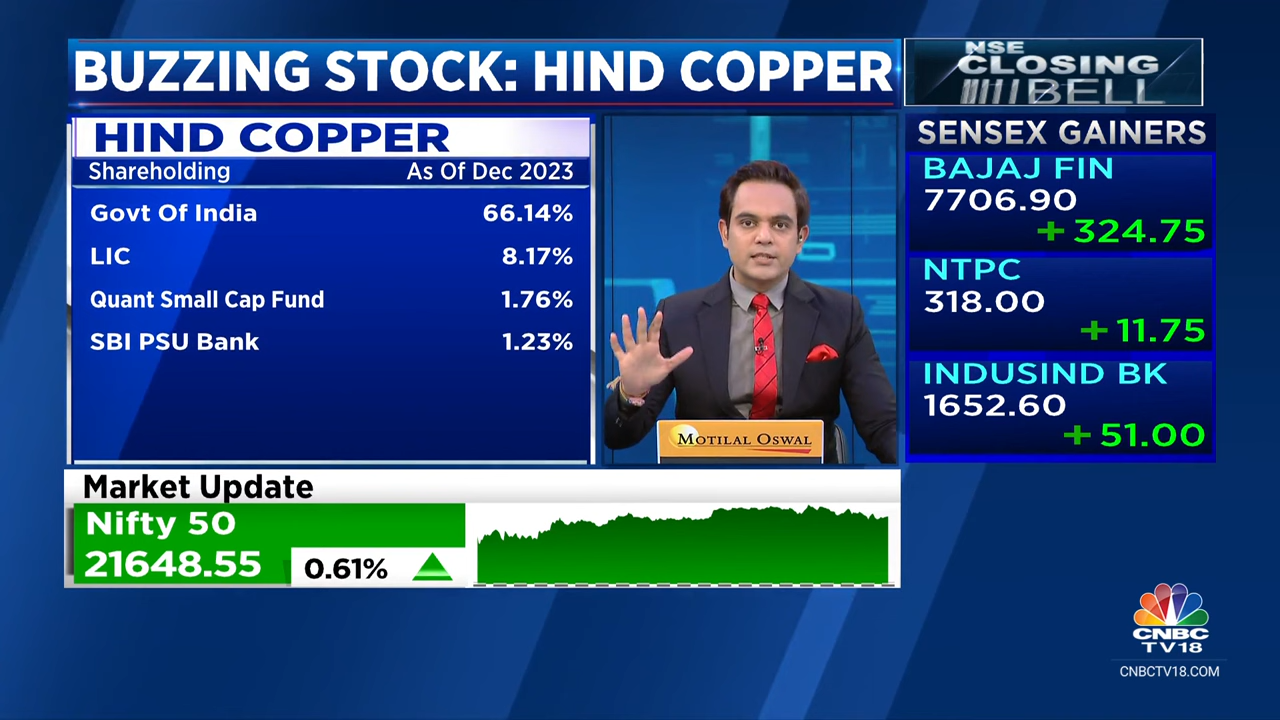 BUZZING STOCK: HIND COPPER
NSE
CLOSING
BELL
HIND COPPER
Shareholding As Of Dec 2023
Govt Of India 66.14%
LIC 8.17%
Quant Small Cap Fund 1.76%
SBI PSU Bank 1.23%
MOTILAL OSWAL
SENSEX GAINERS
BAJAJ FIN
7706.90
+ 324.75
NTPC
318.00
+ 11.75
INDUSIND BK
1652.60
+ 51.00
Market Update
Nifty 50
21648.55 0.61%
CNBC
TV18
CNBCTV18.COM